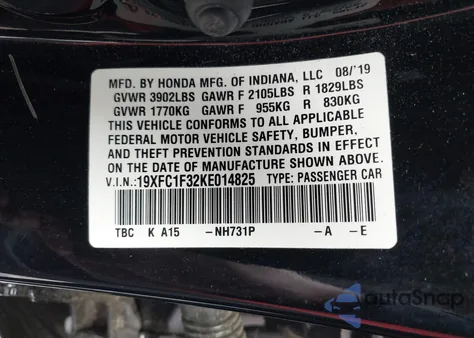 MFD. BY HONDA MFG. OF INDIANA, LLC 08/'19
GVWR 3902LBS GAWR F 2105LBS R 1829LBS
GVWR 1770KG GAWR F 955KG R 830KG
THIS VEHICLE CONFORMS TO ALL APPLICABLE
FEDERAL MOTOR VEHICLE SAFETY, BUMPER,
AND THEFT PREVENTION STANDARDS IN EFFECT
ON THE DATE OF MANUFACTURE SHOWN ABOVE.
V.I.N.: 19XFC1F32KE014825 TYPE: PASSENGER CAR
TBC K A15 -NH731P -A -E
AutoSnap